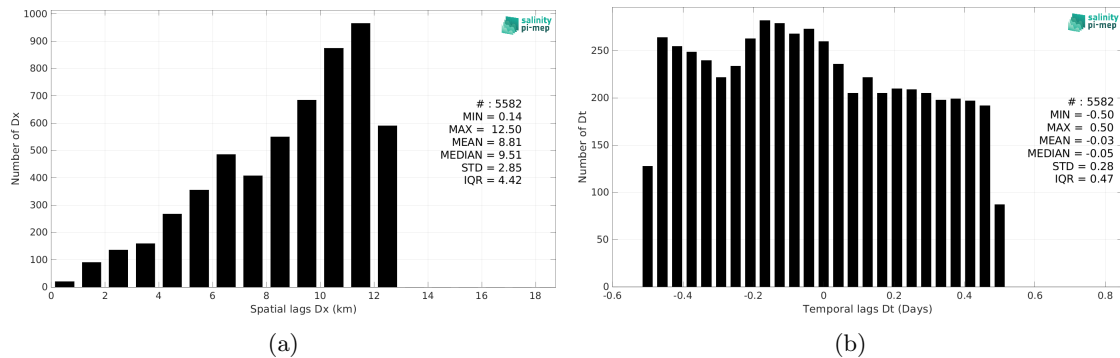 salinity
pi-mep
1000
900
800
700
600
500
400
300
200
100
0
Number of Dx
# : 5582
MIN = 0.14
MAX = 12.50
MEAN = 8.81
MEDIAN = 9.51
STD = 2.85
IQR = 4.42
0 2 4 6 8 10 12 14 16 18
Spatial lags Dx (km)
(a)
salinity
pi-mep
250
200
150
100
50
0
Number of Dt
# : 5582
MIN = -0.50
MAX = 0.50
MEAN = -0.03
MEDIAN = -0.05
STD = 0.28
IQR = 0.47
-0.6 -0.4 -0.2 0 0.2 0.4 0.6 0.8
Temporal lags Dt (Days)
(b)